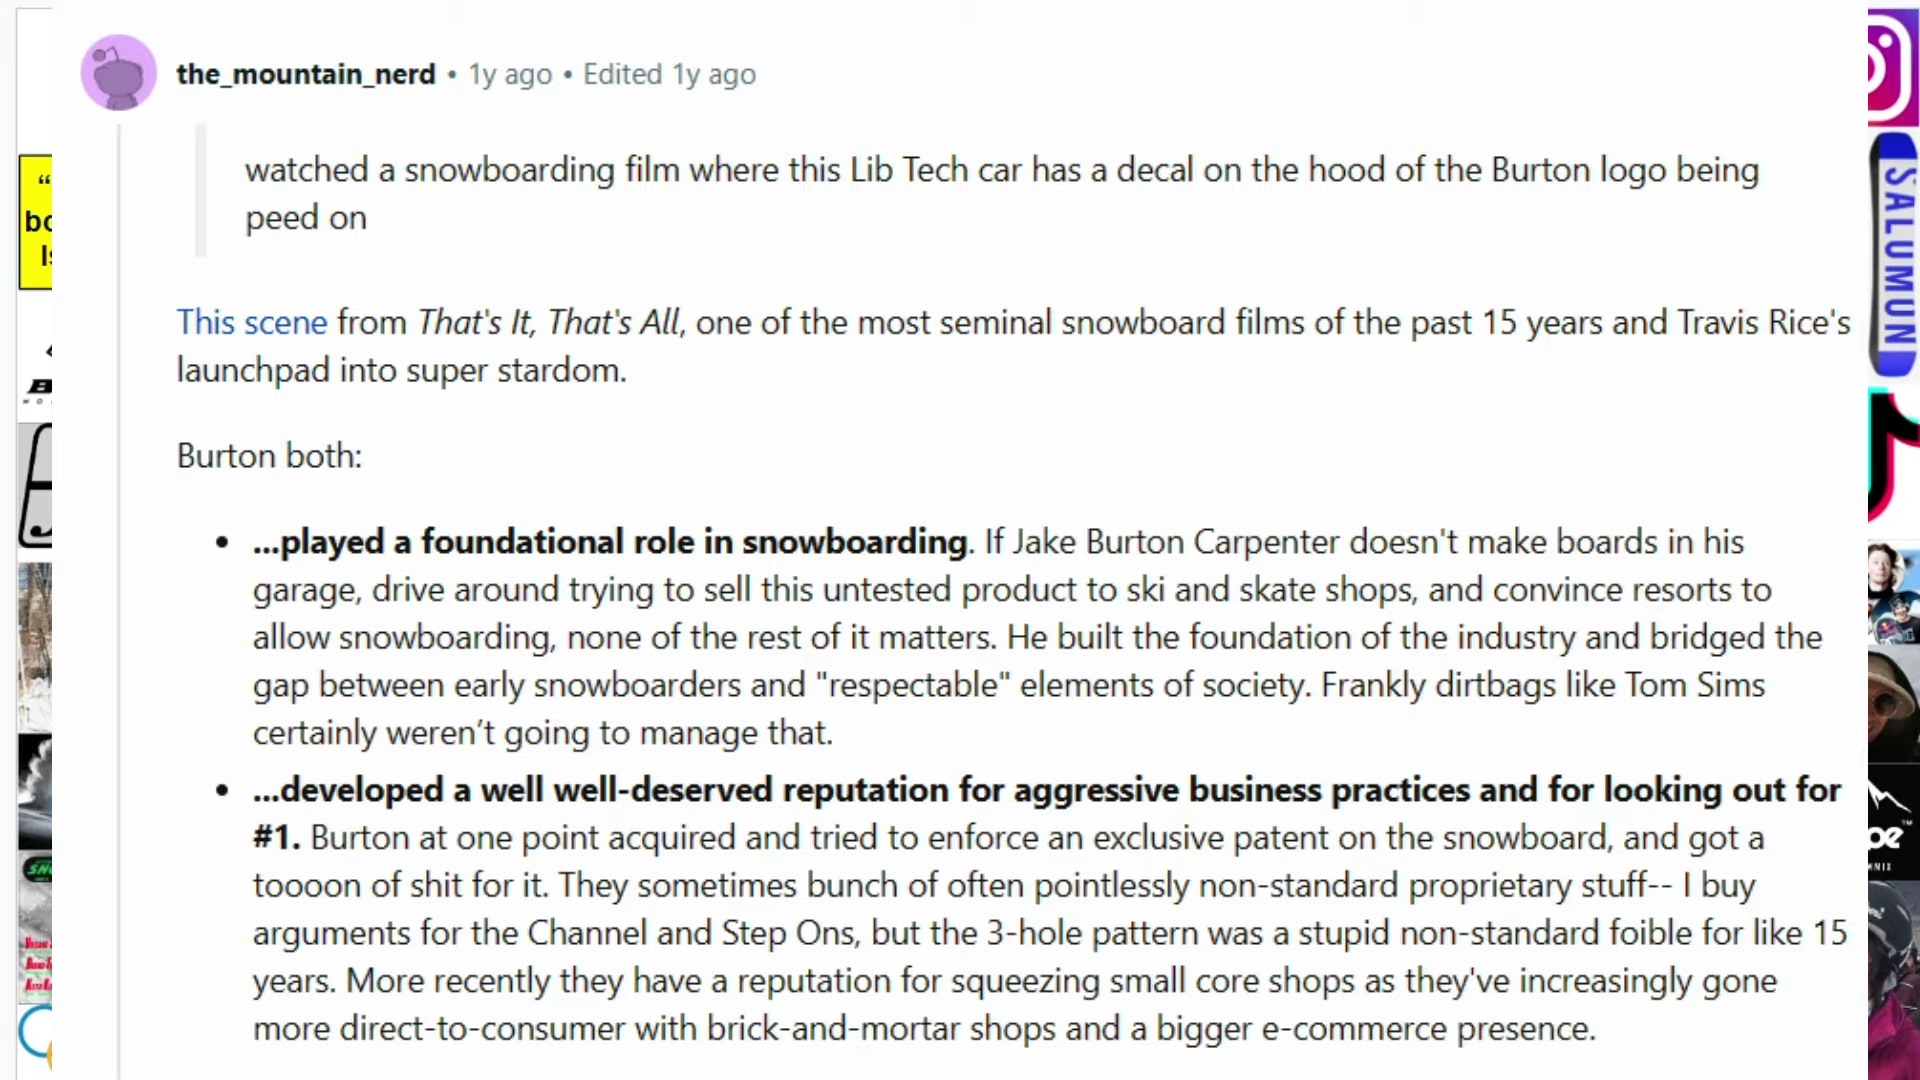 the_mountain_nerd • 1y ago • Edited 1y ago
watched a snowboarding film where this Lib Tech car has a decal on the hood of the Burton logo being
peed on
This scene from That's It, That's All, one of the most seminal snowboard films of the past 15 years and Travis Rice's
launchpad into super stardom.
Burton both:
• ...played a foundational role in snowboarding. If Jake Burton Carpenter doesn't make boards in his
garage, drive around trying to sell this untested product to ski and skate shops, and convince resorts to
allow snowboarding, none of the rest of it matters. He built the foundation of the industry and bridged the
gap between early snowboarders and "respectable" elements of society. Frankly dirtbags like Tom Sims
certainly weren’t going to manage that.
• ...developed a well well-deserved reputation for aggressive business practices and for looking out for
#1. Burton at one point acquired and tried to enforce an exclusive patent on the snowboard, and got a
toooon of shit for it. They sometimes bunch of often pointlessly non-standard proprietary stuff-- I buy
arguments for the Channel and Step Ons, but the 3-hole pattern was a stupid non-standard foible for like 15
years. More recently they have a reputation for squeezing small core shops as they've increasingly gone
more direct-to-consumer with brick-and-mortar shops and a bigger e-commerce presence.
SALUMUN